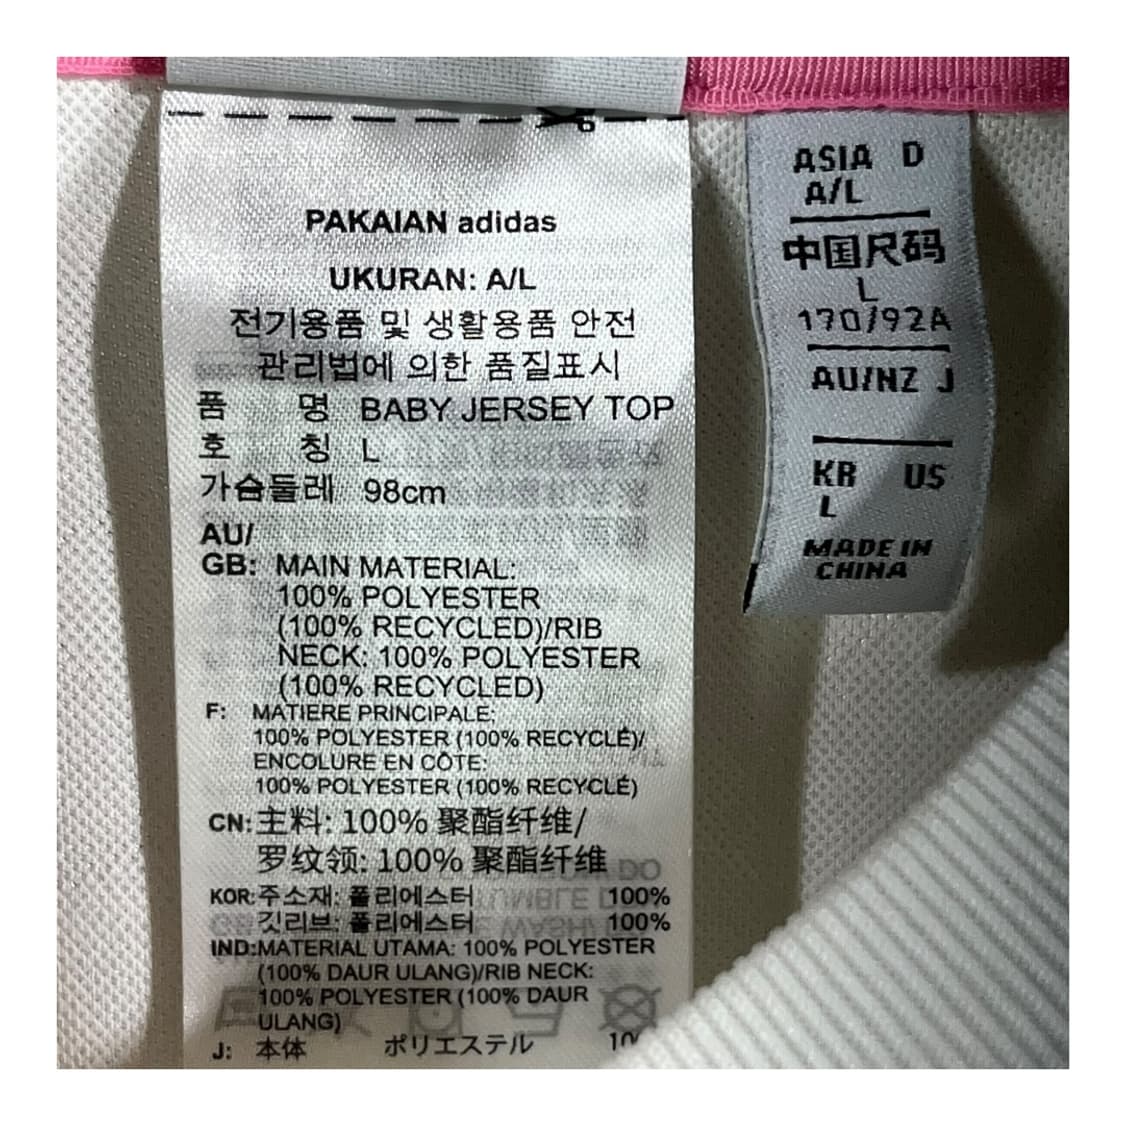 PAKAIAN adidas
UKURAN: A/L
전기용품 및 생활용품 안전
관리법에 의한 품질표시
품 명 BABY JERSEY TOP
호 칭 L
가슴둘레 98cm
AU/
GB: MAIN MATERIAL:
100% POLYESTER
(100% RECYCLED)/RIB
NECK: 100% POLYESTER
(100% RECYCLED)
F: MATIERE PRINCIPALE:
100% POLYESTER (100% RECYCLÉ)/
ENCOLURE EN CÔTE:
100% POLYESTER (100% RECYCLÉ)
CN: 主料: 100% 聚酯纤维/
罗纹领: 100% 聚酯纤维
KOR: 주소재: 폴리에스터 100%
깃리브: 폴리에스터 100%
IND: MATERIAL UTAMA: 100% POLYESTER
(100% DAUR ULANG)/RIB NECK:
100% POLYESTER (100% DAUR
ULANG)
J: 本体 ポリエステル
ASIA D
A/L
中国尺码
L
170/92A
AU/NZ J
KR US
L
MADE IN
CHINA